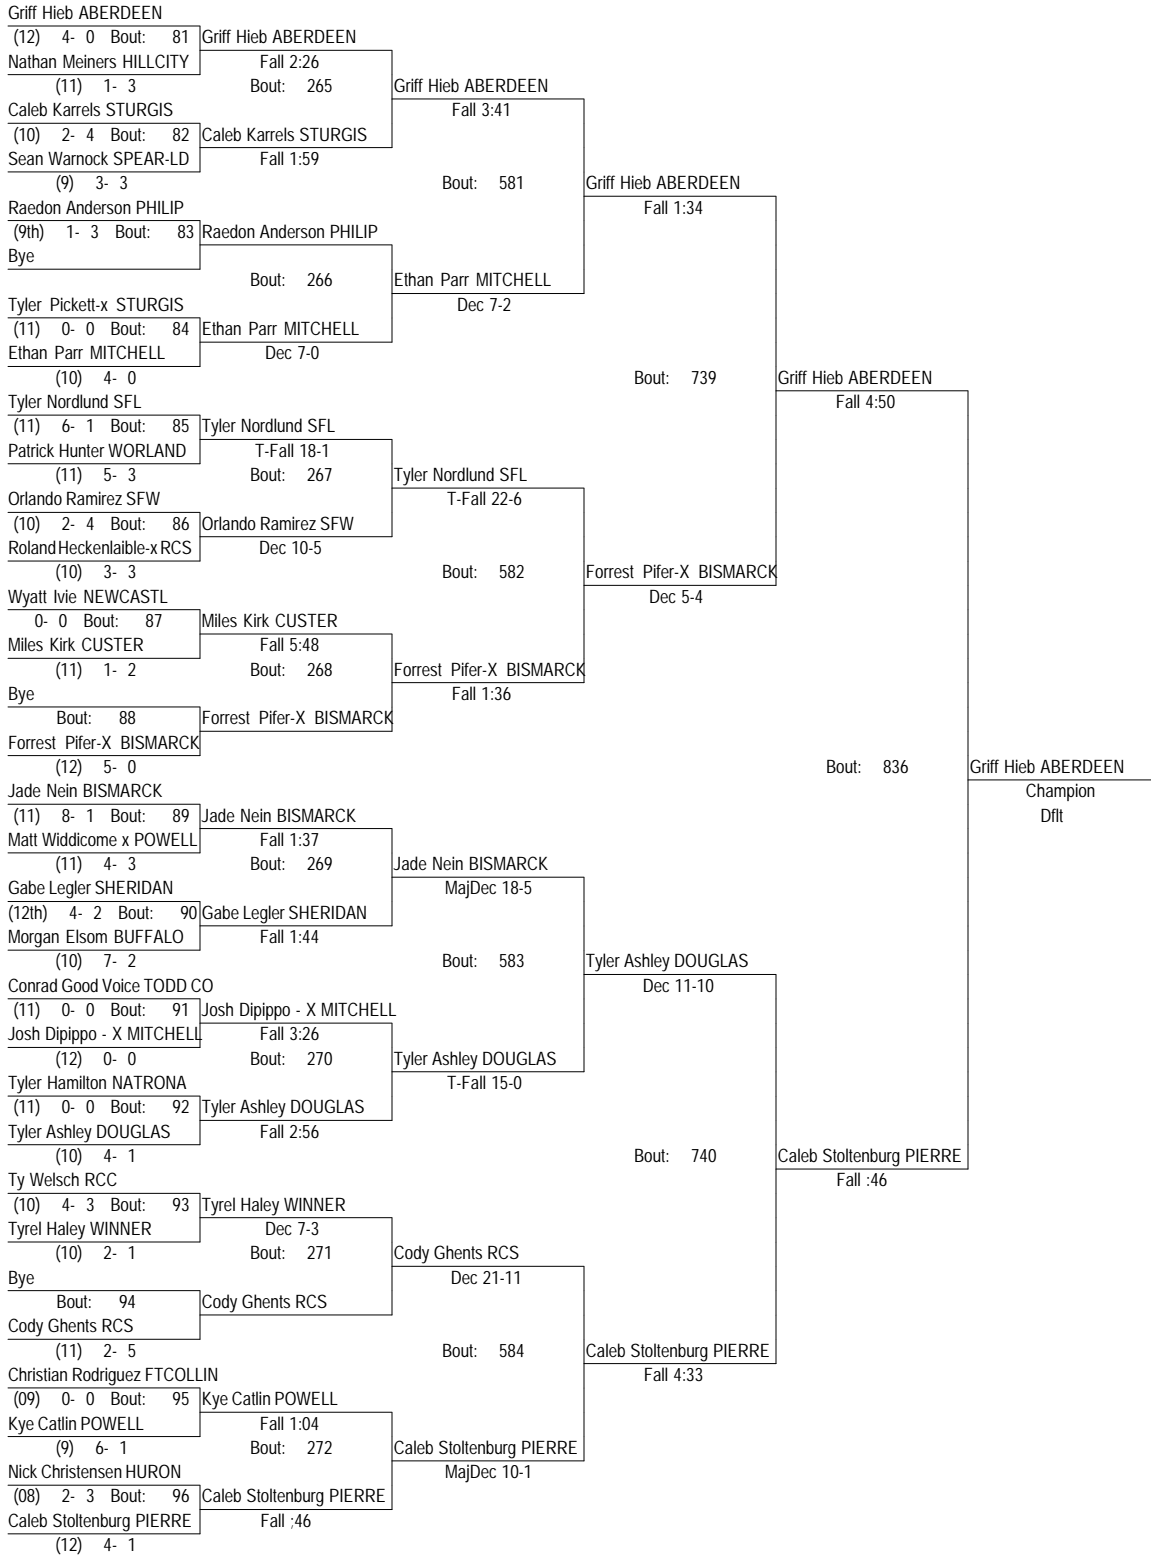 Griff Hieb ABERDEEN
(12) 4- 0 Bout: 81 Griff Hieb ABERDEEN
Nathan Meiners HILLCITY Fall 2:26
(11) 1- 3 Bout: 265 Griff Hieb ABERDEEN
Caleb Karrels STURGIS Fall 3:41
(10) 2- 4 Bout: 82 Caleb Karrels STURGIS
Sean Warnock SPEAR-LD Fall 1:59
(9) 3- 3 Bout: 581 Griff Hieb ABERDEEN
Raedon Anderson PHILIP Fall 1:34
(9th) 1- 3 Bout: 83 Raedon Anderson PHILIP
Bye
Bout: 266 Ethan Parr MITCHELL
Tyler Pickett-x STURGIS Dec 7-2
(11) 0- 0 Bout: 84 Ethan Parr MITCHELL
Ethan Parr MITCHELL Dec 7-0
(10) 4- 0 Bout: 739 Griff Hieb ABERDEEN
Tyler Nordlund SFL Fall 4:50
(11) 6- 1 Bout: 85 Tyler Nordlund SFL
Patrick Hunter WORLAND T-Fall 18-1
(11) 5- 3 Bout: 267 Tyler Nordlund SFL
Orlando Ramirez SFW T-Fall 22-6
(10) 2- 4 Bout: 86 Orlando Ramirez SFW
Roland Heckenlaible-x RCS Dec 10-5
(10) 3- 3 Bout: 582 Forrest Pifer-X BISMARCK
Wyatt Ivie NEWCASTL Dec 5-4
0- 0 Bout: 87 Miles Kirk CUSTER
Miles Kirk CUSTER Fall 5:48
(11) 1- 2 Bout: 268 Forrest Pifer-X BISMARCK
Bye Fall 1:36
Bout: 88 Forrest Pifer-X BISMARCK
Forrest Pifer-X BISMARCK
(12) 5- 0 Bout: 836 Griff Hieb ABERDEEN
Jade Nein BISMARCK Champion
(11) 8- 1 Bout: 89 Jade Nein BISMARCK Dflt
Matt Widdicome x POWELL Fall 1:37
(11) 4- 3 Bout: 269 Jade Nein BISMARCK
Gabe Legler SHERIDAN MajDec 18-5
(12th) 4- 2 Bout: 90 Gabe Legler SHERIDAN
Morgan Elsom BUFFALO Fall 1:44
(10) 7- 2 Bout: 583 Tyler Ashley DOUGLAS
Conrad Good Voice TODD CO Dec 11-10
(11) 0- 0 Bout: 91 Josh Dipippo - X MITCHELL
Josh Dipippo - X MITCHELL Fall 3:26
(12) 0- 0 Bout: 270 Tyler Ashley DOUGLAS
Tyler Hamilton NATRONA T-Fall 15-0
(11) 0- 0 Bout: 92 Tyler Ashley DOUGLAS
Tyler Ashley DOUGLAS Fall 2:56
(10) 4- 1 Bout: 740 Caleb Stoltenburg PIERRE
Ty Welsch RCC Fall :46
(10) 4- 3 Bout: 93 Tyrel Haley WINNER
Tyrel Haley WINNER Dec 7-3
(10) 2- 1 Bout: 271 Cody Ghents RCS
Bye Dec 21-11
Bout: 94 Cody Ghents RCS
Cody Ghents RCS
(11) 2- 5 Bout: 584 Caleb Stoltenburg PIERRE
Christian Rodriguez FTCOLLIN Fall 4:33
(09) 0- 0 Bout: 95 Kye Catlin POWELL
Kye Catlin POWELL Fall 1:04
(9) 6- 1 Bout: 272 Caleb Stoltenburg PIERRE
Nick Christensen HURON MajDec 10-1
(08) 2- 3 Bout: 96 Caleb Stoltenburg PIERRE
Caleb Stoltenburg PIERRE Fall ;46
(12) 4- 1